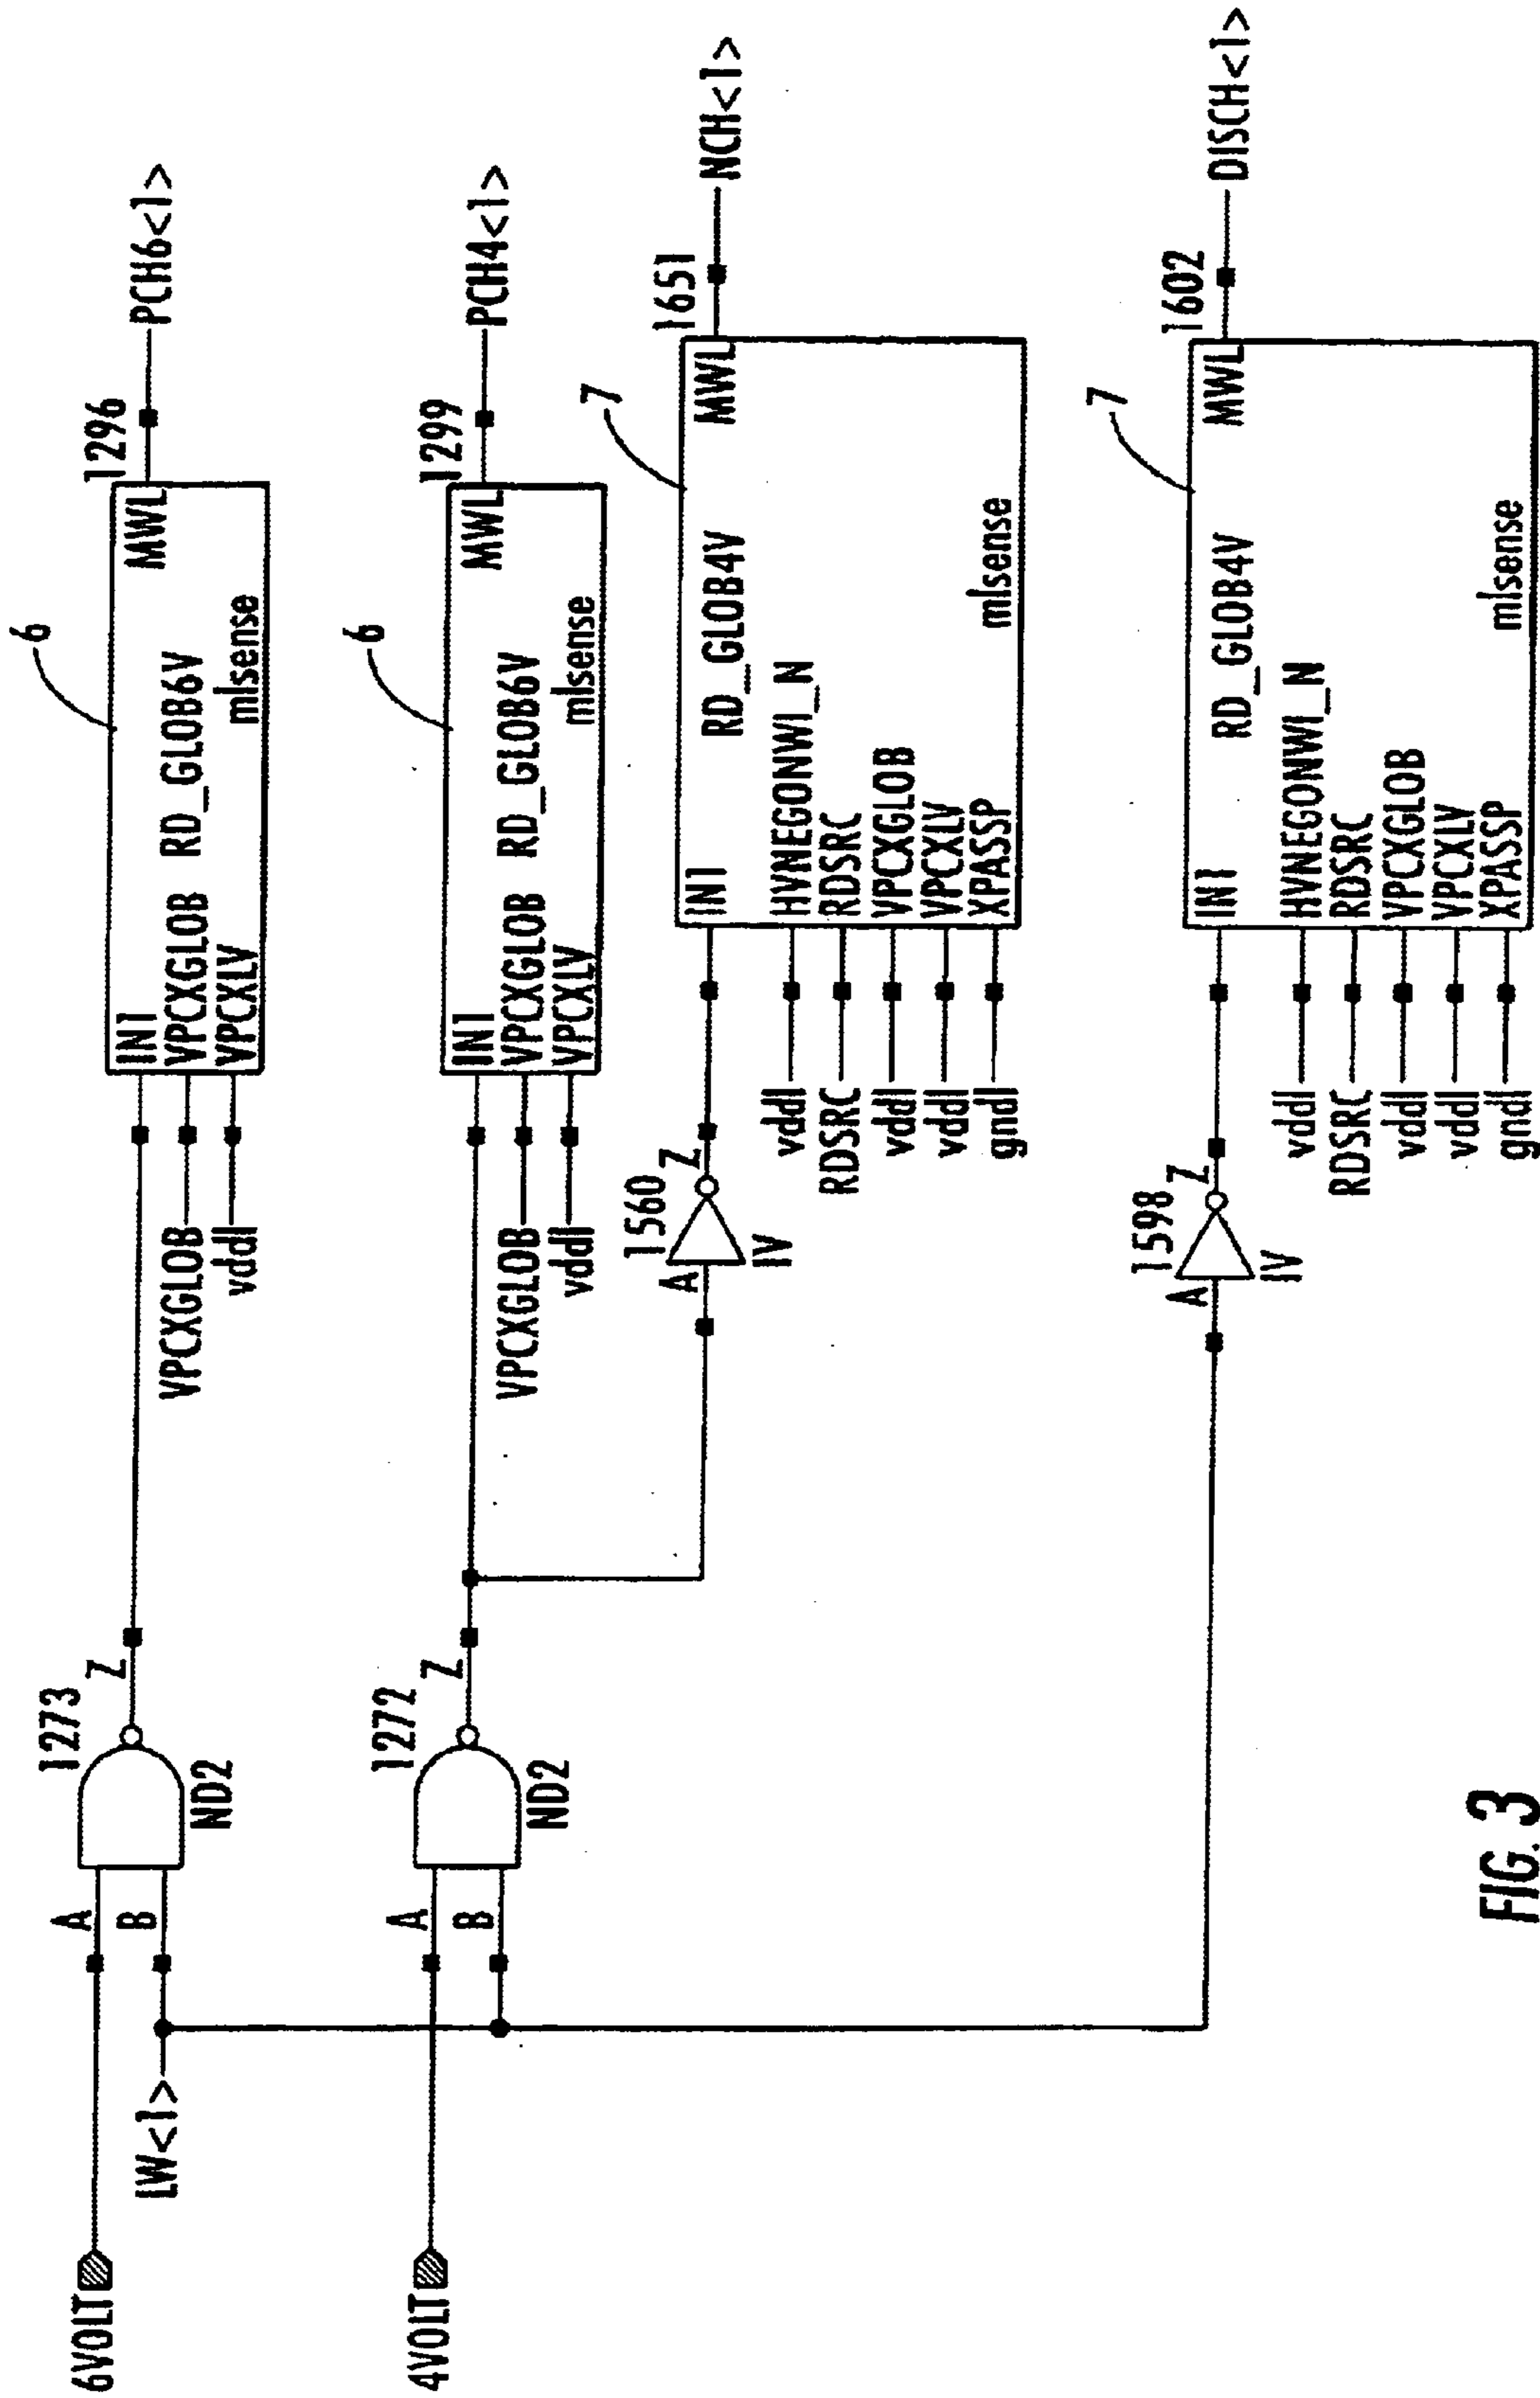 6VOLT
LW<1>
A
B
1273
ND2
Z
VPCXGLOB
vddl
IN1
VPCXGLOB
VPCXLV
RD_GLOB6V
mlsense
MWL
6
1296
PCH6<1>
4VOLT
A
B
1272
ND2
Z
VPCXGLOB
vddl
IN1
VPCXGLOB
VPCXLV
RD_GLOB6V
mlsense
MWL
6
1299
PCH4<1>
A
1560
IV
Z
vddl
RDSRC
vddl
vddl
gndl
IN1
HVNEGONWI_N
RDSRC
VPCXGLOB
VPCXLV
XPASSP
RD_GLOB4V
mlsense
MWL
7
1651
NCH<1>
A
1598
IV
Z
vddl
RDSRC
vddl
vddl
gndl
IN1
HVNEGONWI_N
RDSRC
VPCXGLOB
VPCXLV
XPASSP
RD_GLOB4V
mlsense
MWL
7
1602
DISCH<1>
FIG. 3